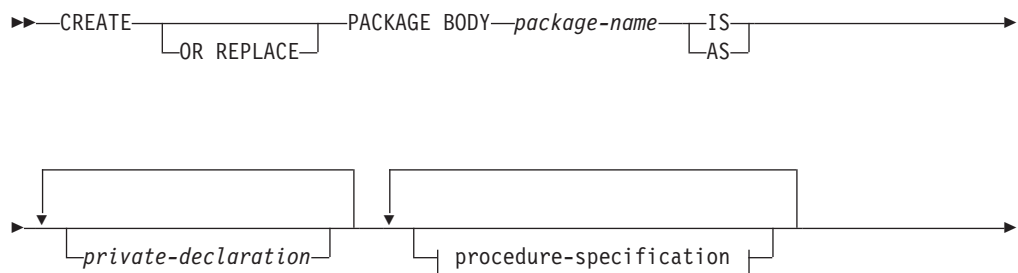 CREATE PACKAGE BODY package-name IS
OR REPLACE AS
private-declaration procedure-specification